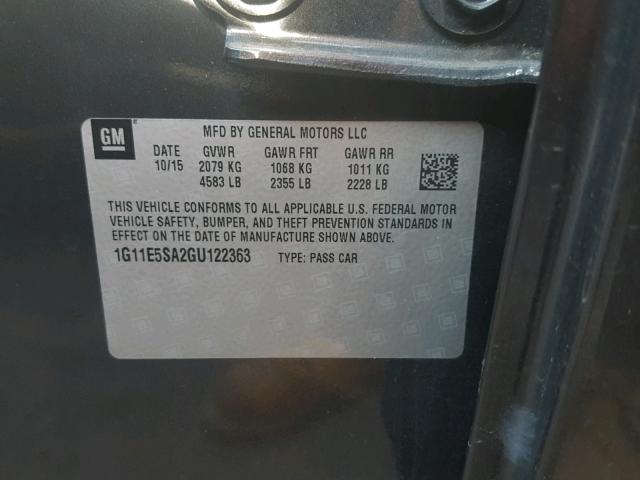 GM
MFD BY GENERAL MOTORS LLC
DATE GVWR GAWR FRT GAWR RR
10/15 2079 KG 1068 KG 1011 KG
4583 LB 2355 LB 2228 LB
THIS VEHICLE CONFORMS TO ALL APPLICABLE U.S. FEDERAL MOTOR
VEHICLE SAFETY, BUMPER, AND THEFT PREVENTION STANDARDS IN
EFFECT ON THE DATE OF MANUFACTURE SHOWN ABOVE.
1G11E5SA2GU122363 TYPE: PASS CAR